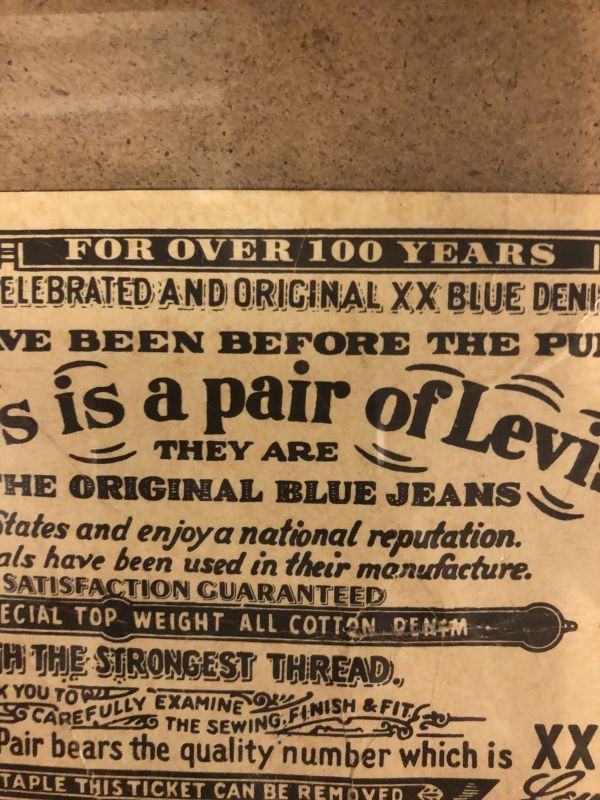 FOR OVER 100 YEARS
ELEBRATED AND ORIGINAL XX BLUE DENI
VE BEEN BEFORE THE PU
s is a pair of Levi's
THEY ARE
HE ORIGINAL BLUE JEANS
States and enjoy a national reputation.
als have been used in their manufacture.
SATISFACTION GUARANTEED
ECIAL TOP WEIGHT ALL COTTON DENIM
TH THE STRONGEST THREAD.,
K YOU TO
CAREFULLY EXAMINE
THE SEWING, FINISH & FIT
Pair bears the quality number which is XX
TAPLE THIS TICKET CAN BE REMOVED